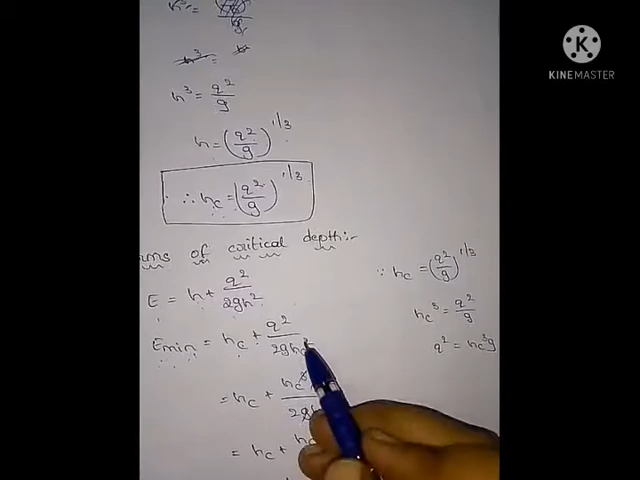 h³ = q²/g
h = (q²/g)^1/3
∴ hc = (q²/g)^1/3
of critical depth:-
E = h + q²/2gh²
Emin = hc + q²/2ghc²
= hc +
= hc +
∵ hc = (q²/g)^1/3
hc³ = q²/g
q² = hc³g
K
KINEMASTER